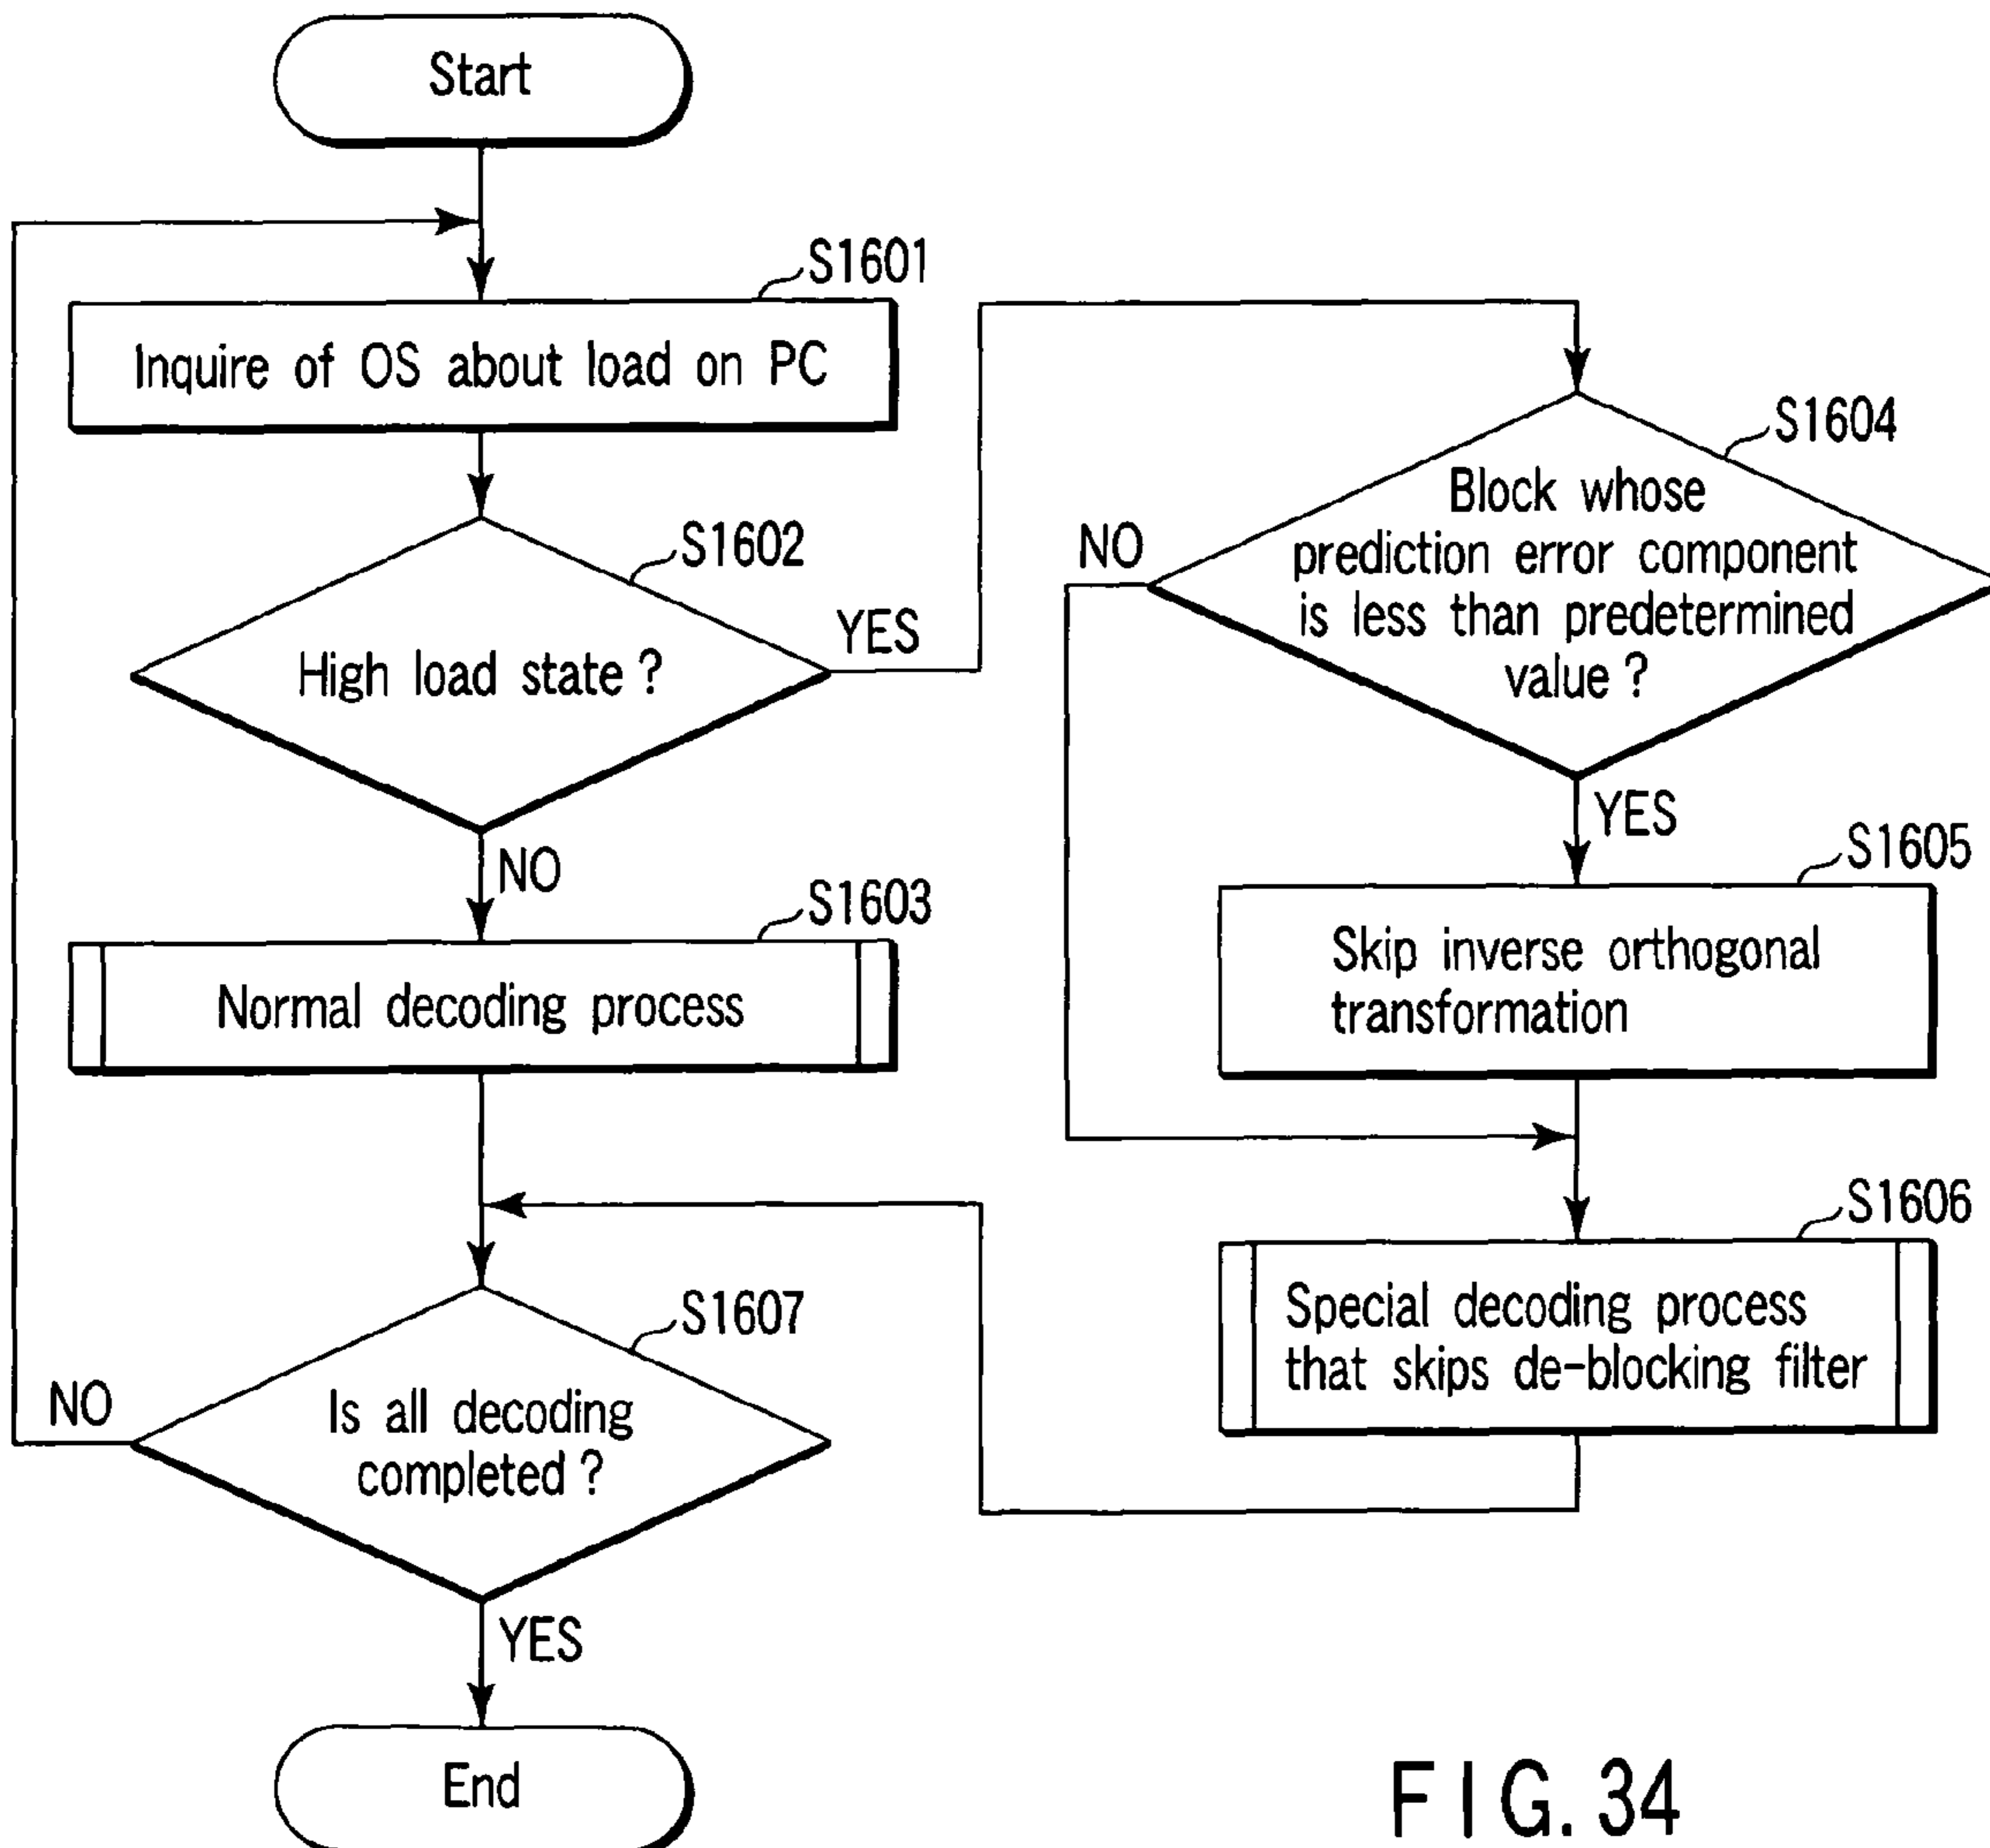 Start
S1601
Inquire of OS about load on PC
S1602
High load state ?
YES
NO
S1603
Normal decoding process
S1604
Block whose
prediction error component
is less than predetermined
value ?
NO
YES
S1605
Skip inverse orthogonal
transformation
S1606
Special decoding process
that skips de-blocking filter
S1607
Is all decoding
completed ?
NO
YES
End
FIG. 34